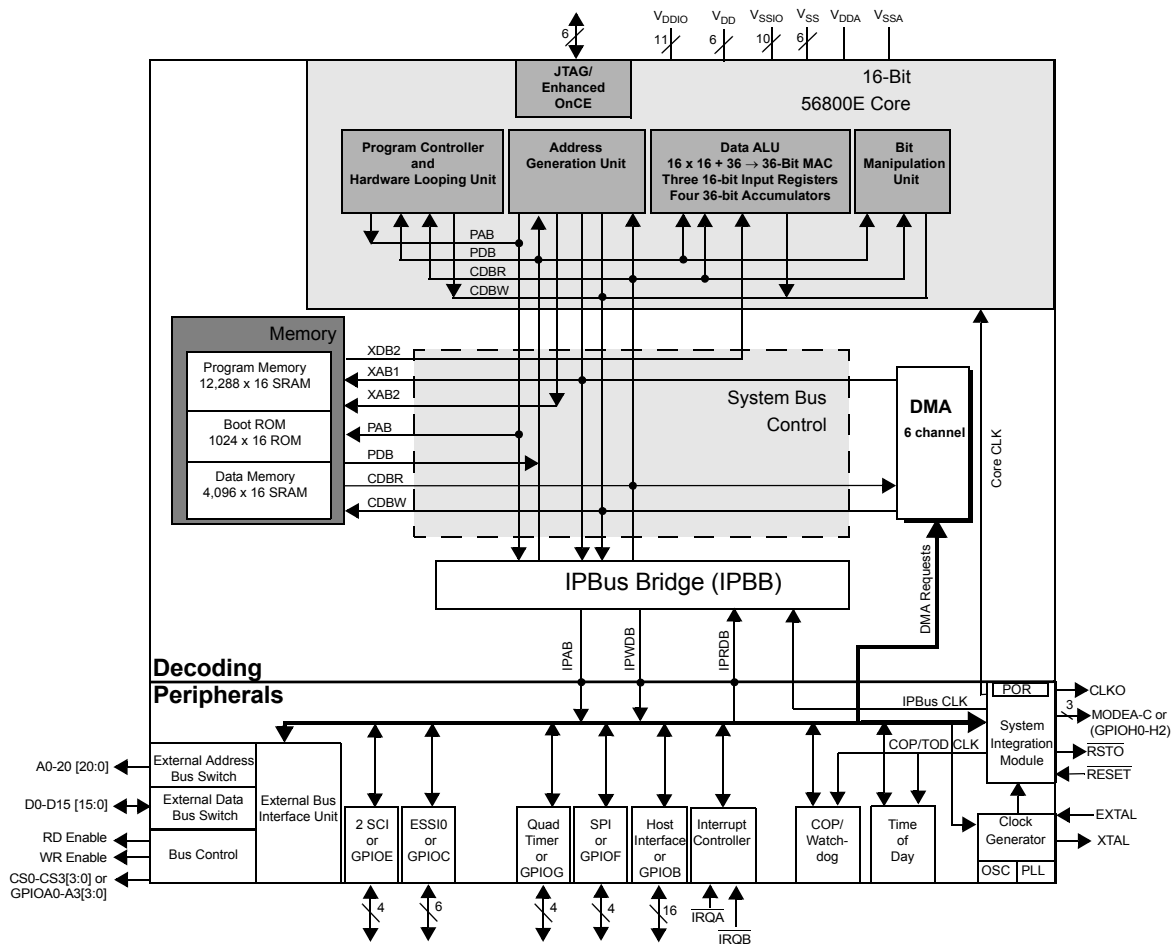 6
V_DDIO
V_DD
V_SSIO
V_SS
V_DDA
V_SSA
11
6
10
6
JTAG/
Enhanced
OnCE
16-Bit
56800E Core
Program Controller
and
Hardware Looping Unit
Address
Generation Unit
Data ALU
16 x 16 + 36 → 36-Bit MAC
Three 16-bit Input Registers
Four 36-bit Accumulators
Bit
Manipulation
Unit
PAB
PDB
CDBR
CDBW
Memory
Program Memory
12,288 x 16 SRAM
Boot ROM
1024 x 16 ROM
Data Memory
4,096 x 16 SRAM
XDB2
XAB1
XAB2
PAB
PDB
CDBR
CDBW
System Bus
Control
DMA
6 channel
Core CLK
DMA Requests
IPBus Bridge (IPBB)
IPAB
IPWDB
IPRDB
Decoding
Peripherals
IPBus CLK
COP/TOD CLK
POR
System
Integration
Module
CLKO
3
MODEA-C or
(GPIOH0-H2)
RSTO
RESET
EXTAL
XTAL
Clock
Generator
OSC
PLL
A0-20 [20:0]
D0-D15 [15:0]
RD Enable
WR Enable
CS0-CS3[3:0] or
GPIOA0-A3[3:0]
External Address
Bus Switch
External Data
Bus Switch
Bus Control
External Bus
Interface Unit
2 SCI
or
GPIOE
ESSI0
or
GPIOC
Quad
Timer
or
GPIOG
SPI
or
GPIOF
Host
Interface
or
GPIOB
Interrupt
Controller
COP/
Watch-
dog
Time
of
Day
4
6
4
4
16
IRQA
IRQB